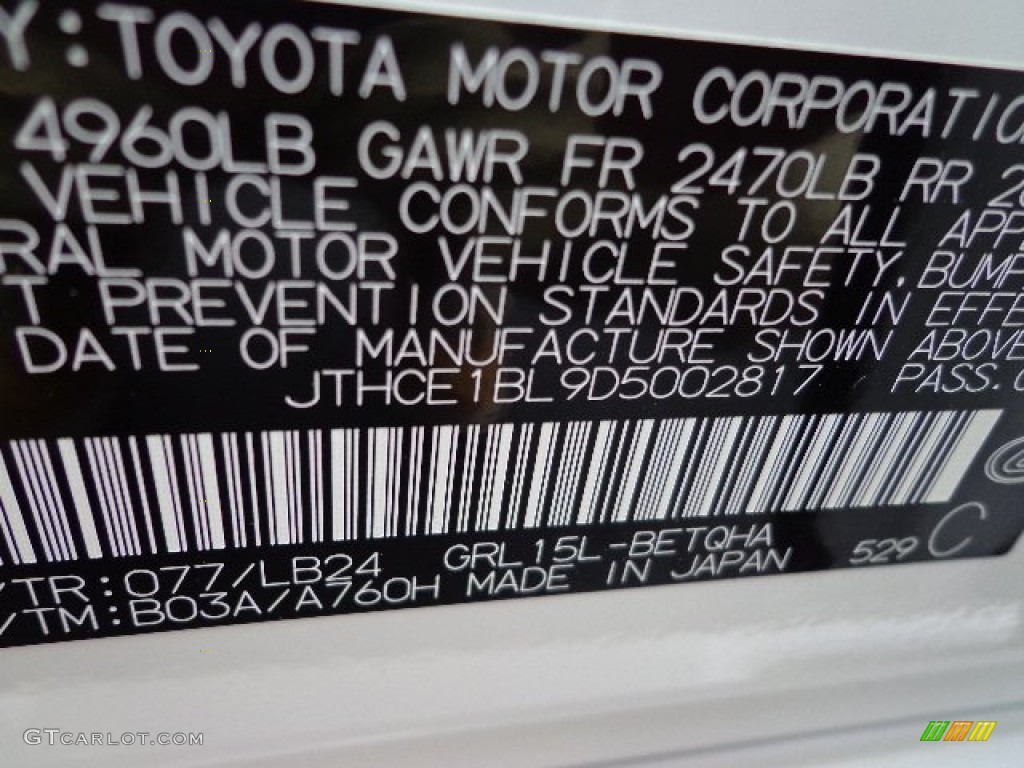 Y:TOYOTA MOTOR CORPORATION
4960LB GAWR FR 2470LB RR 2
VEHICLE CONFORMS TO ALL APP
RAL MOTOR VEHICLE SAFETY, BUMP
T PREVENTION STANDARDS IN EFFE
DATE OF MANUFACTURE SHOWN ABOVE
JTHCE1BL9D5002817 PASS.
/TR:077/LB24 GRL15L-BETQHA 529 C
/TM:B03A/A760H MADE IN JAPAN
GTCARLOT.COM